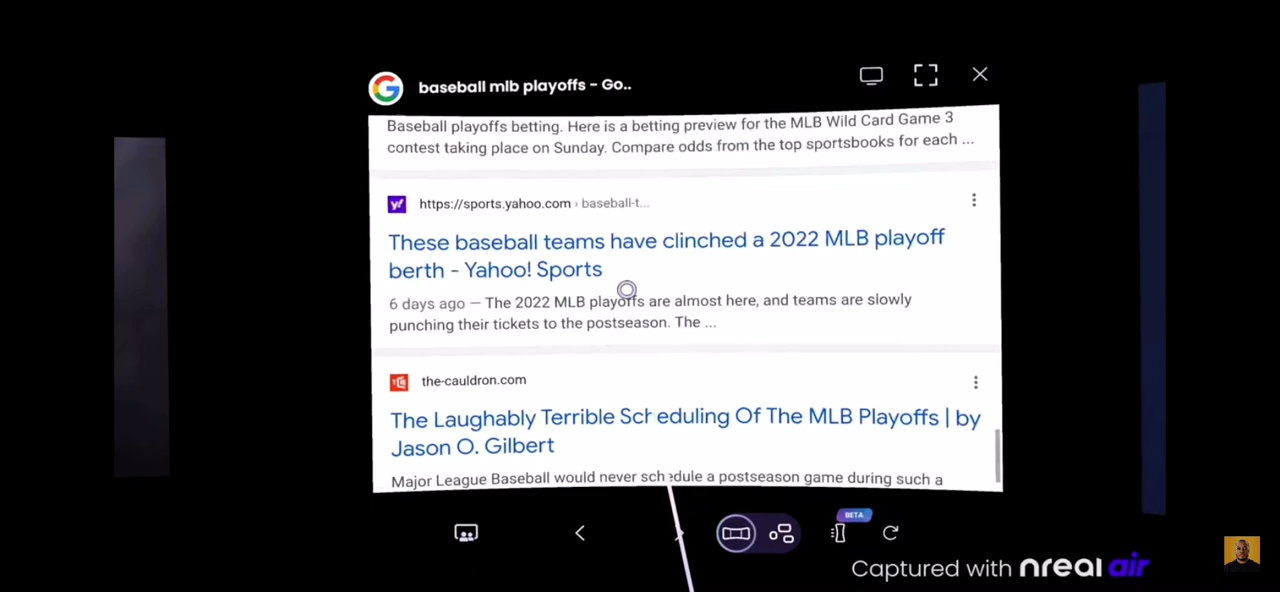 baseball mlb playoffs - Go..
Baseball playoffs betting. Here is a betting preview for the MLB Wild Card Game 3
contest taking place on Sunday. Compare odds from the top sportsbooks for each ...
y!
https://sports.yahoo.com › baseball-t...
These baseball teams have clinched a 2022 MLB playoff
berth - Yahoo! Sports
6 days ago — The 2022 MLB playoffs are almost here, and teams are slowly
punching their tickets to the postseason. The ...
the-cauldron.com
The Laughably Terrible Scheduling Of The MLB Playoffs | by
Jason O. Gilbert
Major League Baseball would never schedule a postseason game during such a
BETA
Captured with nreal air